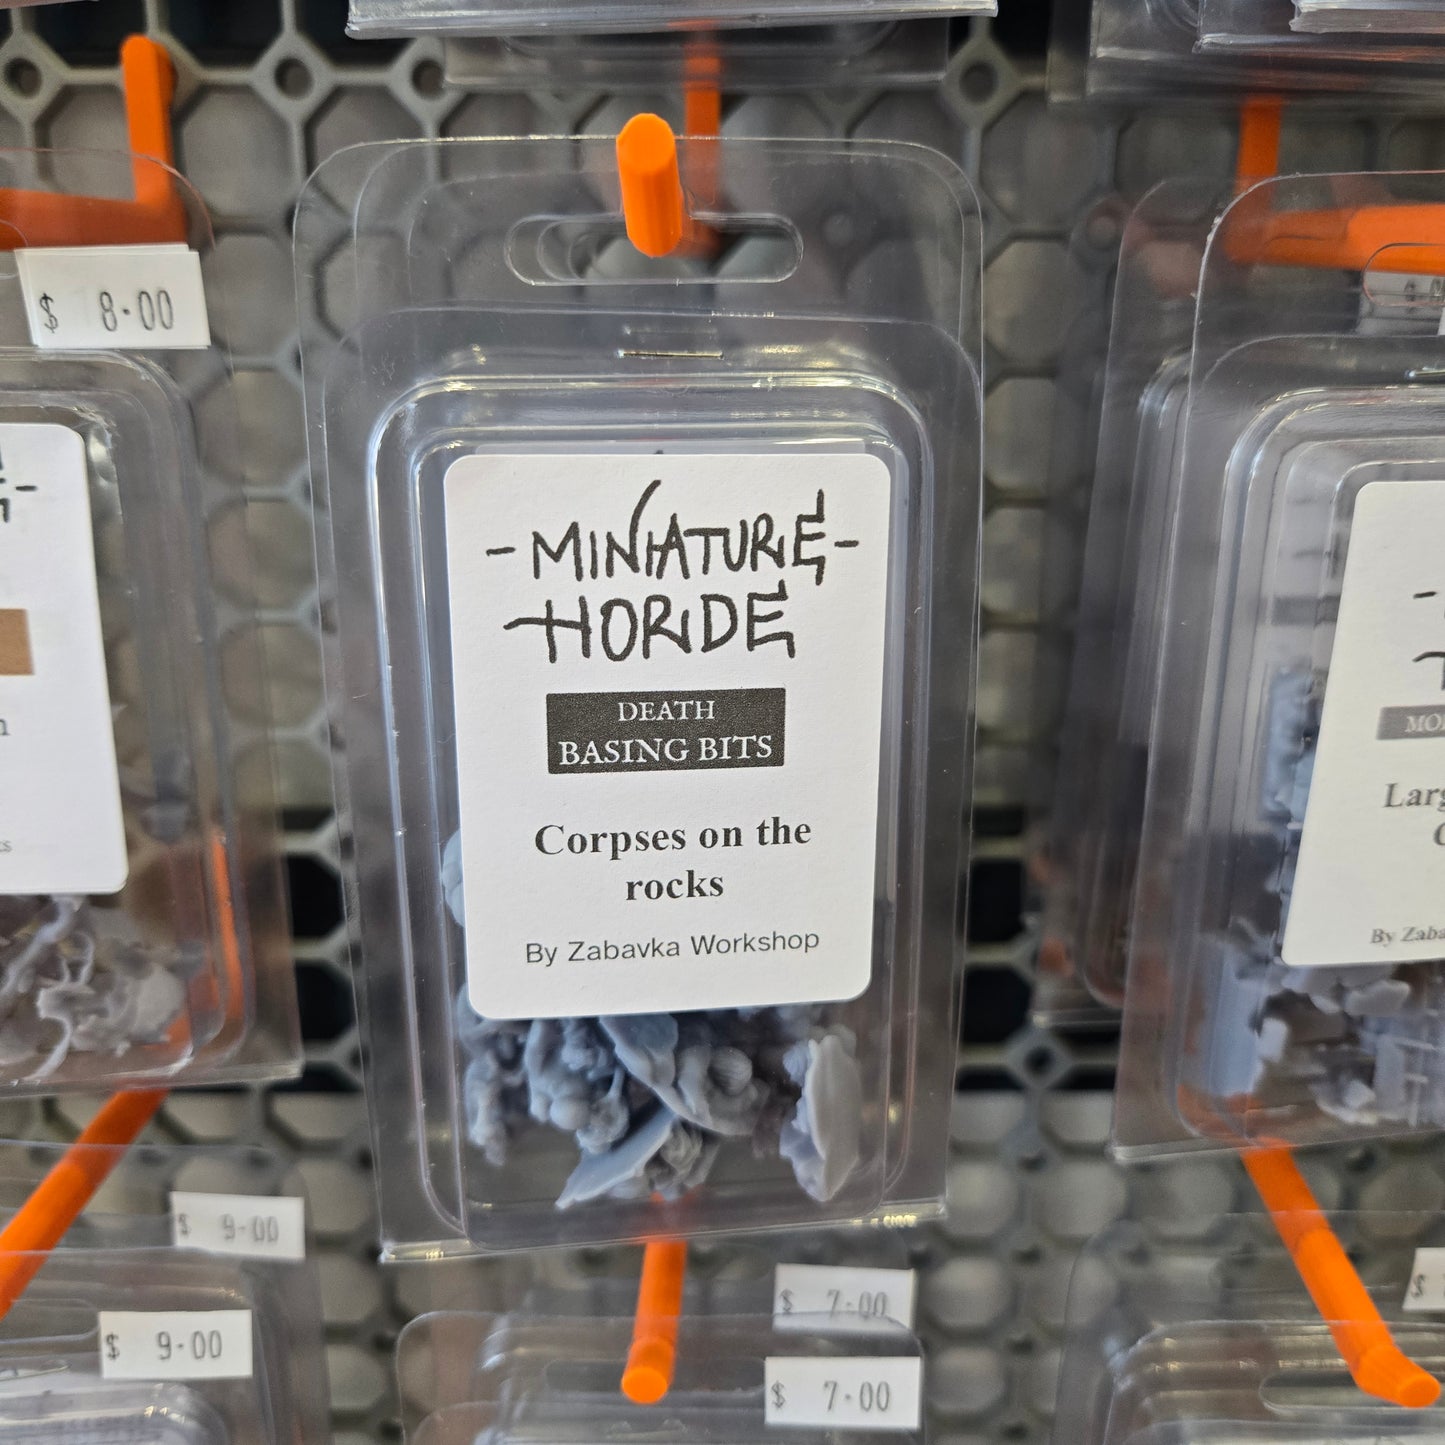 $ 8.00
- MINIATURE -
HORDE
DEATH
BASING BITS
Corpses on the
rocks
By Zabavka Workshop
$ 9.00
$ 9.00
$ 7.00
$ 7.00